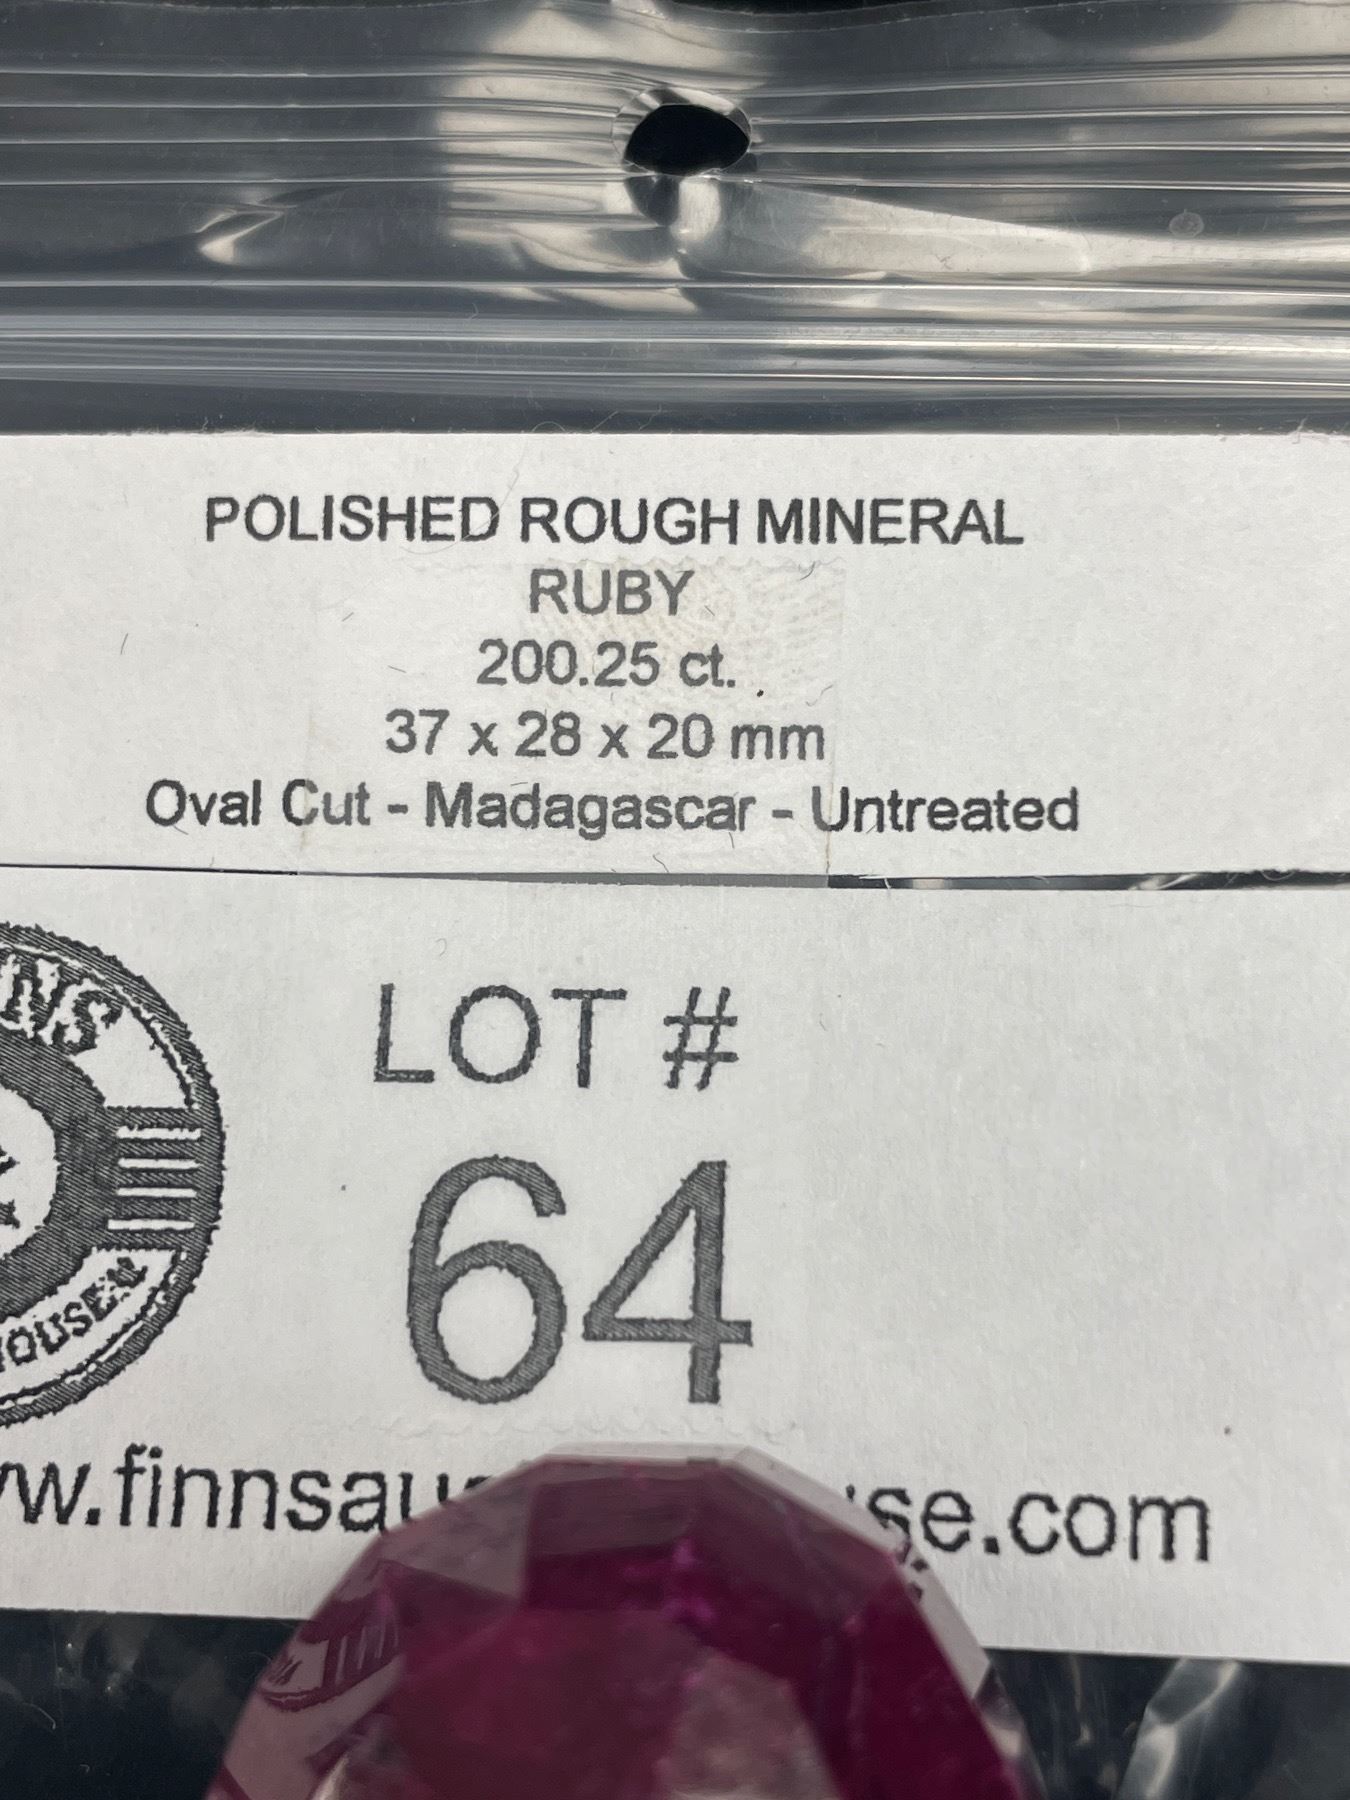 POLISHED ROUGH MINERAL
RUBY
200.25 ct.
37 x 28 x 20 mm
Oval Cut - Madagascar - Untreated
LOT #
64